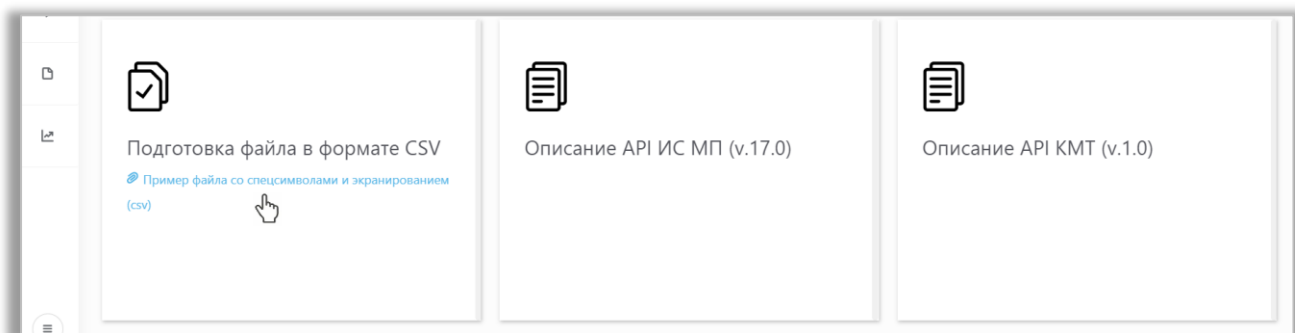 Подготовка файла в формате CSV
Пример файла со спецсимволами и экранированием
(csv)
Описание API ИС МП (v.17.0)
Описание API КМТ (v.1.0)